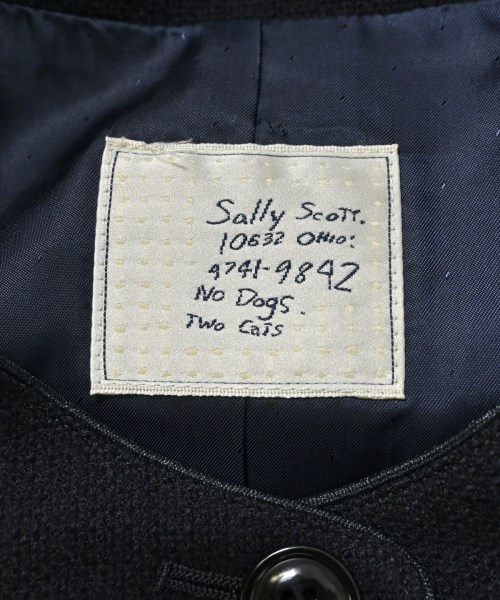 Sally Scott.
10632 Ohio.
4741-9842
No Dogs.
Two Cats